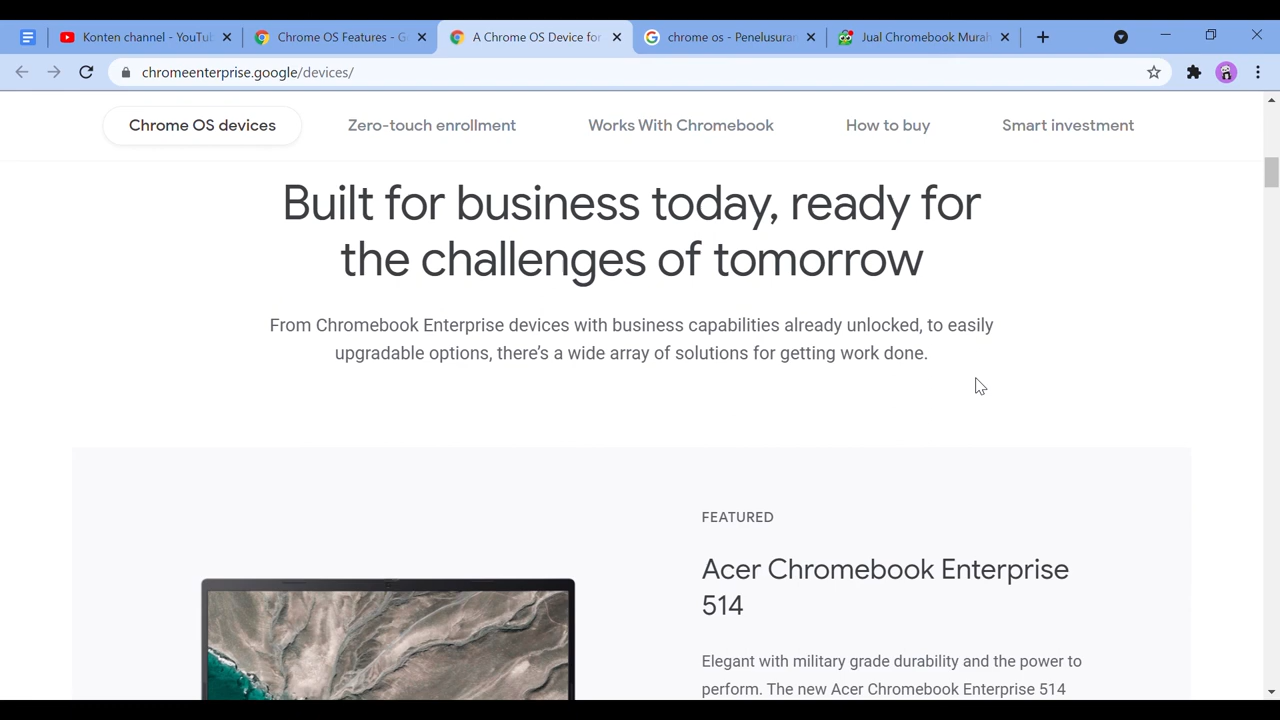 Konten channel - YouTu
Chrome OS Features - G
A Chrome OS Device for
chrome os - Penelusuran
Jual Chromebook Murah
chromeenterprise.google/devices/
Chrome OS devices
Zero-touch enrollment
Works With Chromebook
How to buy
Smart investment
Built for business today, ready for
the challenges of tomorrow
From Chromebook Enterprise devices with business capabilities already unlocked, to easily
upgradable options, there's a wide array of solutions for getting work done.
FEATURED
Acer Chromebook Enterprise
514
Elegant with military grade durability and the power to
perform. The new Acer Chromebook Enterprise 514